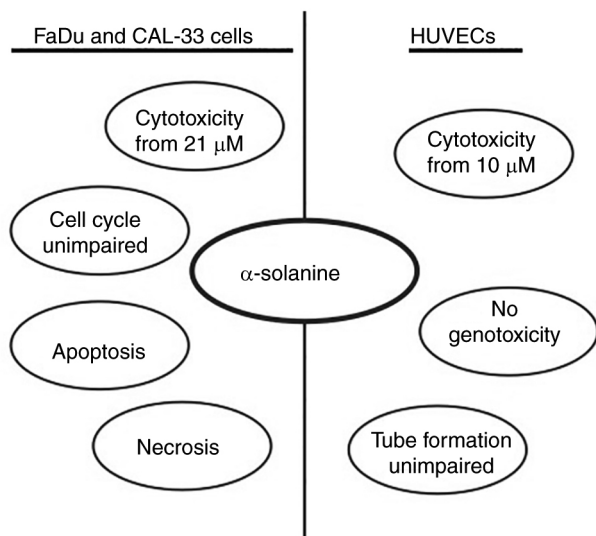 FaDu and CAL-33 cells
Cytotoxicity
from 21 μM
Cell cycle
unimpaired
Apoptosis
Necrosis
α-solanine
HUVECs
Cytotoxicity
from 10 μM
No
genotoxicity
Tube formation
unimpaired